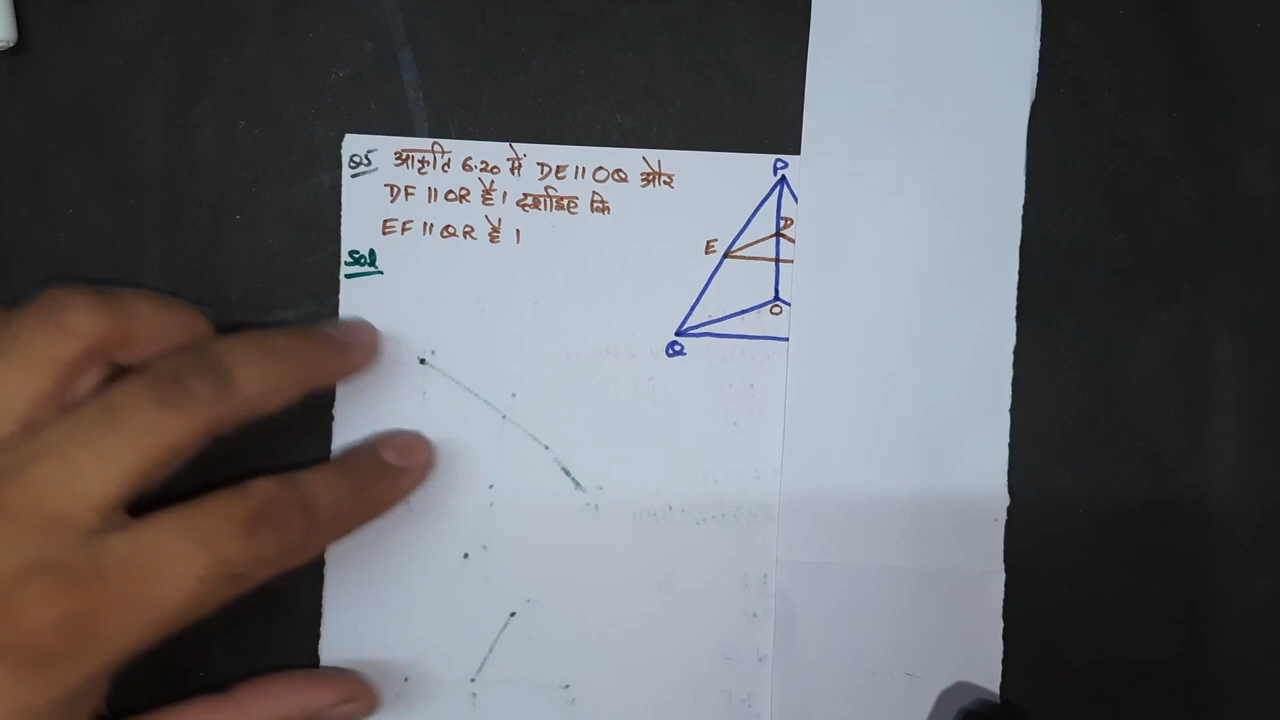 Q5 आकृति 6.20 में DE || OQ और
DF || OR है। दर्शाइए कि
EF || QR है।
Sol
P
D
E
O
Q